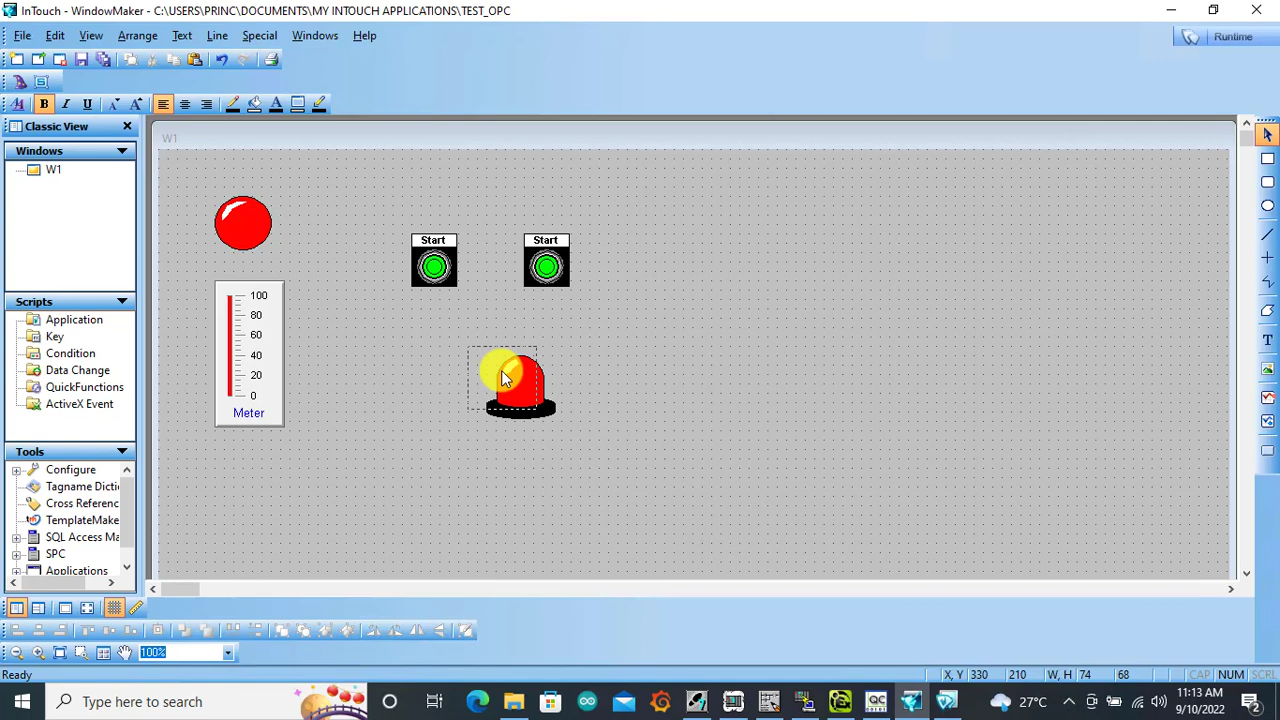 InTouch - WindowMaker - C:\USERS\PRINC\DOCUMENTS\MY INTOUCH APPLICATIONS\TEST_OPC
File Edit View Arrange Text Line Special Windows Help
Runtime
B I U
Classic View
Windows
W1
Scripts
Application
Key
Condition
Data Change
QuickFunctions
ActiveX Event
Tools
Configure
Tagname Dicti
Cross Referenc
TemplateMake
SQL Access Ma
SPC
Applications
W1
Start Start
100
80
60
40
20
0
Meter
100%
Ready X, Y 330 210 W, H 74 68 CAP NUM SCRL
Type here to search
27°C
11:13 AM
9/10/2022
2